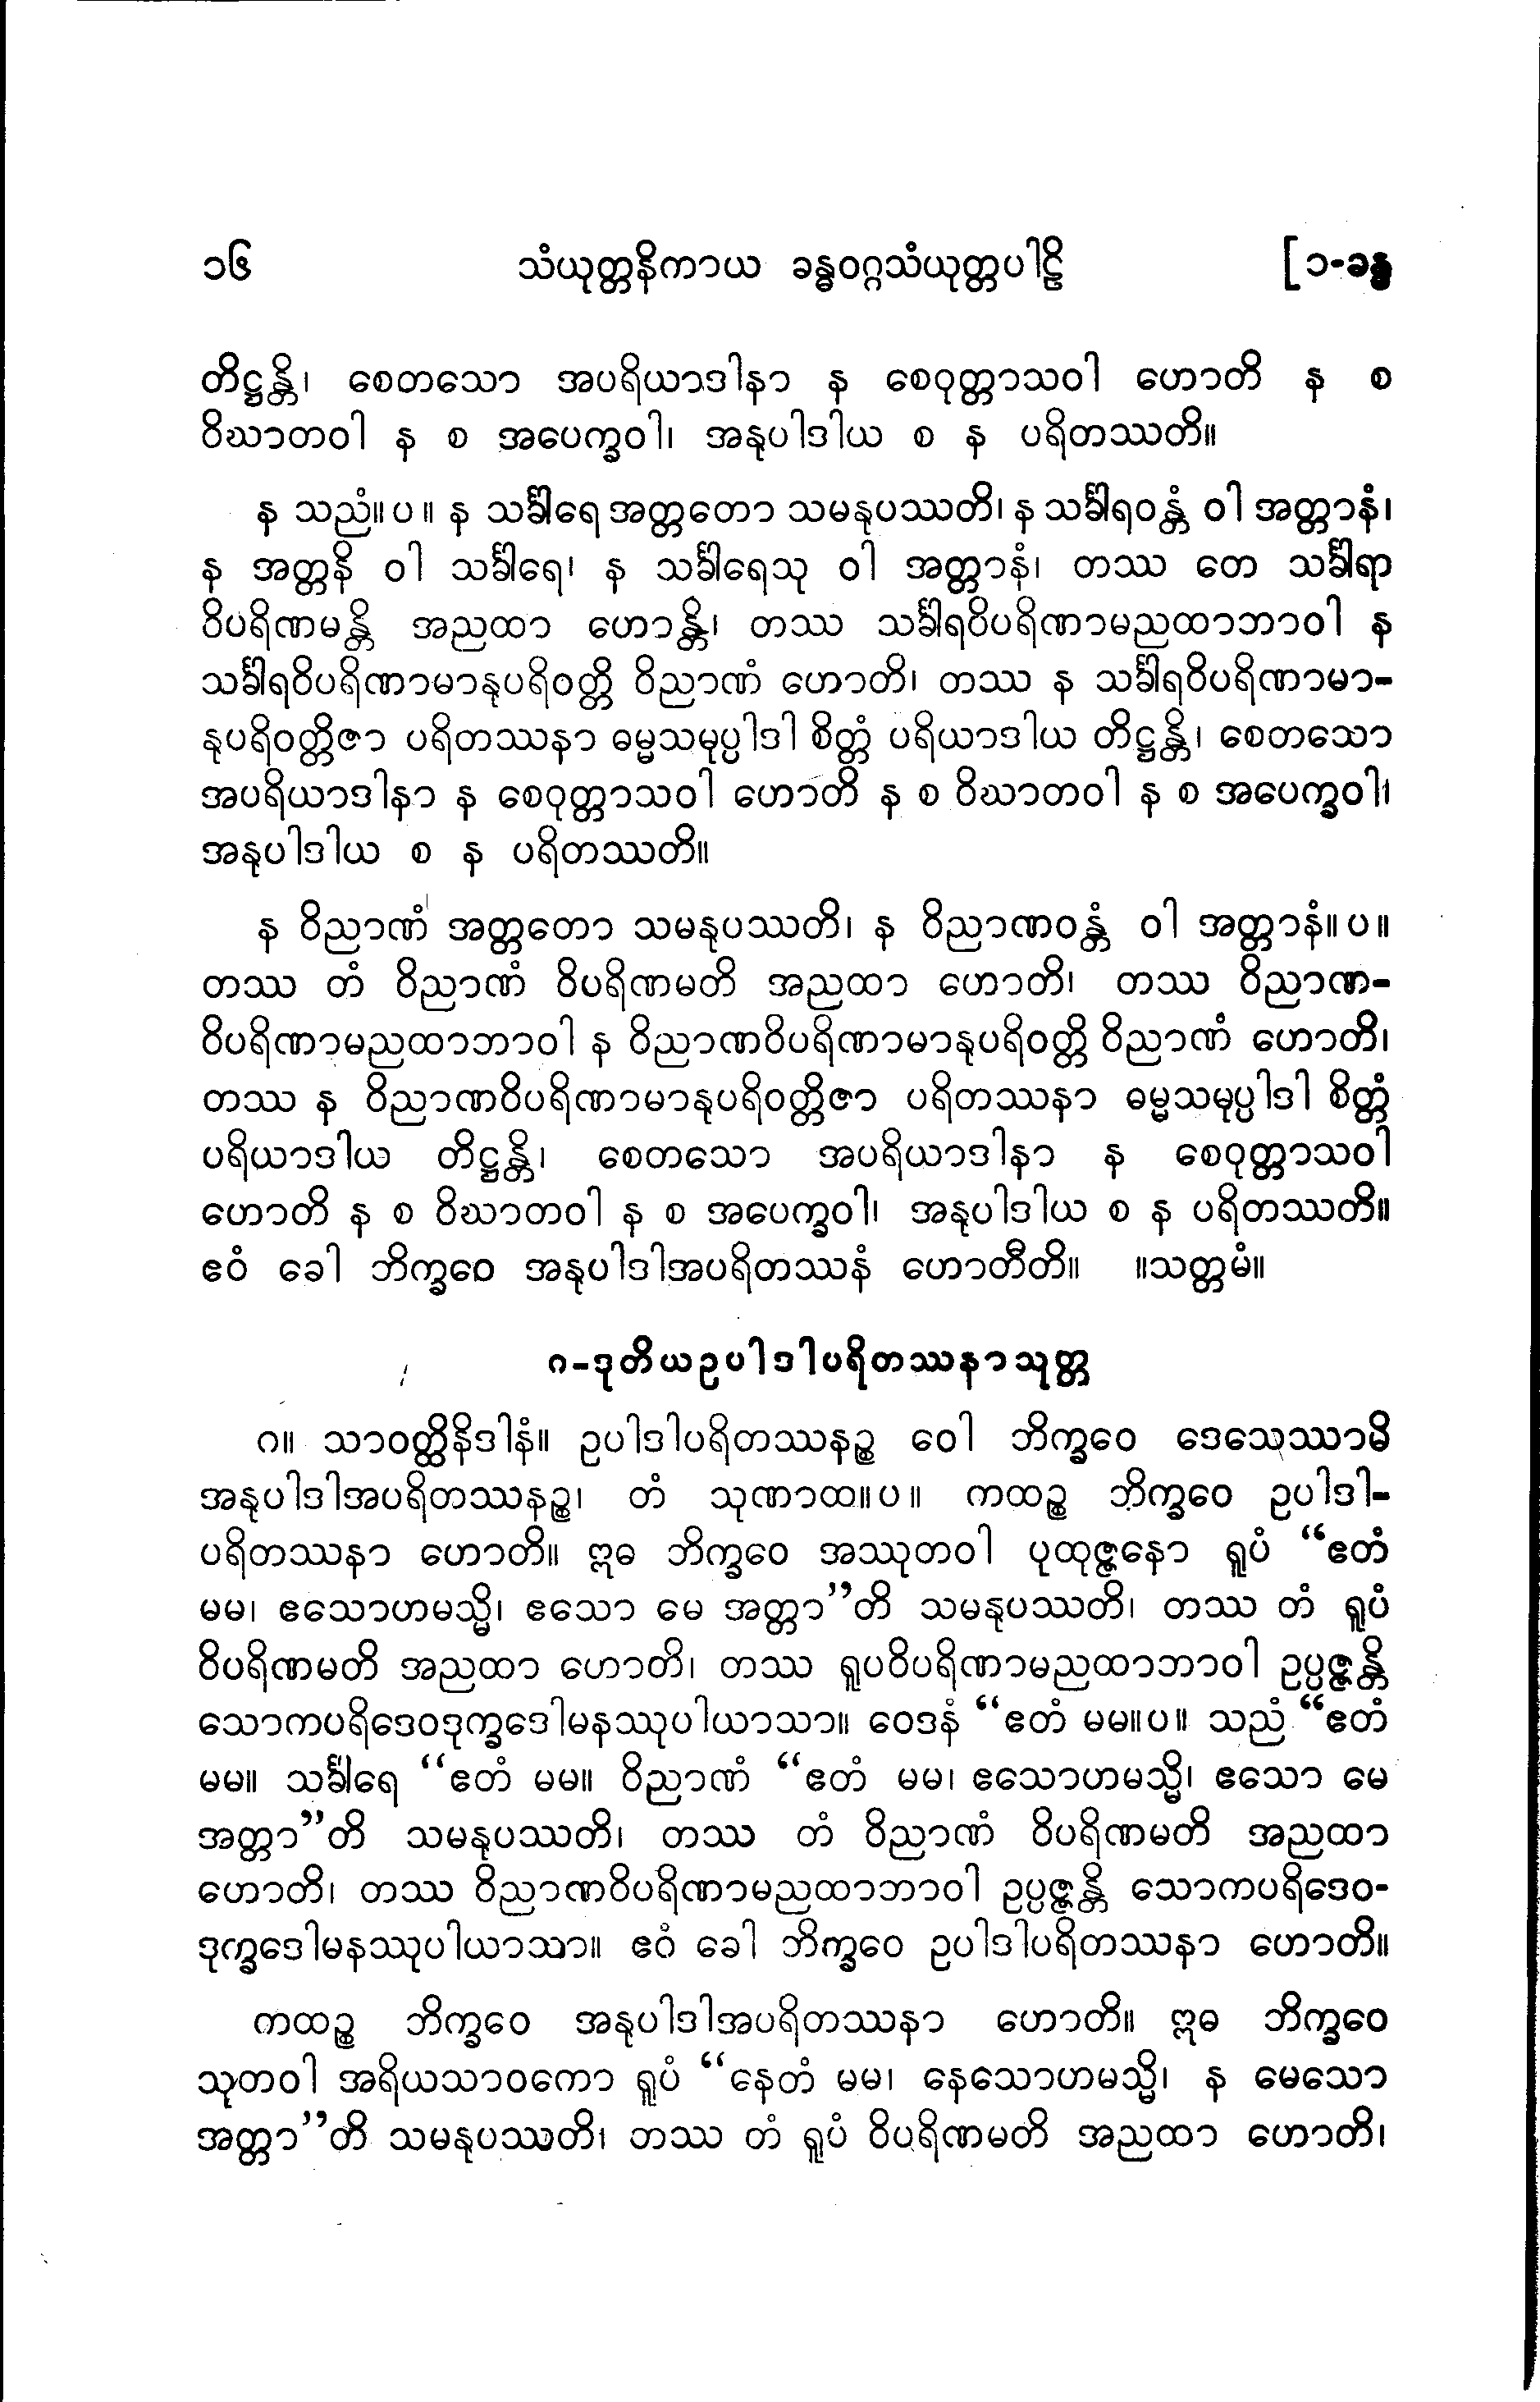 ၁၆ သံယုတ္တနိကာယ ခန္ဓဝဂ္ဂသံယုတ္တပါဠိ [၁-ခန္ဓ
တိဋ္ဌန္တိ၊ စေတသော အပရိယာဒါနာ န စေဝုတ္တာသဝါ ဟောတိ န စ
ဝိဃာတဝါ န စ အပေက္ခဝါ၊ အနုပါဒါယ စ န ပရိတဿတိ။
န သညံ။ပ။ န သင်္ခါရေ အတ္တတော သမနုပဿတိ၊ န သင်္ခါရဝန္တံ ဝါ အတ္တာနံ၊
န အတ္တနိ ဝါ သင်္ခါရေ၊ န သင်္ခါရေသု ဝါ အတ္တာနံ၊ တဿ တေ သင်္ခါရာ
ဝိပရိဏမန္တိ အညထာ ဟောန္တိ၊ တဿ သင်္ခါရဝိပရိဏာမညထာဘာဝါ န
သင်္ခါရဝိပရိဏာမာနုပရိဝတ္တိ ဝိညာဏံ ဟောတိ၊ တဿ န သင်္ခါရဝိပရိဏာမာ-
နုပရိဝတ္တိဇာ ပရိတဿနာ ဓမ္မသမုပ္ပါဒါ စိတ္တံ ပရိယာဒါယ တိဋ္ဌန္တိ၊ စေတသော
အပရိယာဒါနာ န စေဝုတ္တာသဝါ ဟောတိ န စ ဝိဃာတဝါ န စ အပေက္ခဝါ၊
အနုပါဒါယ စ န ပရိတဿတိ။
န ဝိညာဏံ အတ္တတော သမနုပဿတိ၊ န ဝိညာဏဝန္တံ ဝါ အတ္တာနံ။ပ။
တဿ တံ ဝိညာဏံ ဝိပရိဏမတိ အညထာ ဟောတိ၊ တဿ ဝိညာဏ-
ဝိပရိဏာမညထာဘာဝါ န ဝိညာဏဝိပရိဏာမာနုပရိဝတ္တိ ဝိညာဏံ ဟောတိ၊
တဿ န ဝိညာဏဝိပရိဏာမာနုပရိဝတ္တိဇာ ပရိတဿနာ ဓမ္မသမုပ္ပါဒါ စိတ္တံ
ပရိယာဒါယ တိဋ္ဌန္တိ၊ စေတသော အပရိယာဒါနာ န စေဝုတ္တာသဝါ
ဟောတိ န စ ဝိဃာတဝါ န စ အပေက္ခဝါ၊ အနုပါဒါယ စ န ပရိတဿတိ။
ဧဝံ ခေါ ဘိက္ခဝေ အနုပါဒါအပရိတဿနံ ဟောတီတိ။ ။သတ္တမံ။
၈-ဒုတိယဥပါဒါပရိတဿနာသုတ္တ
၈။ သာဝတ္ထိနိဒါနံ။ ဥပါဒါပရိတဿနဉ္စ ဝေါ ဘိက္ခဝေ ဒေသေဿာမိ
အနုပါဒါအပရိတဿနဉ္စ၊ တံ သုဏာထ။ပ။ ကထဉ္စ ဘိက္ခဝေ ဥပါဒါ-
ပရိတဿနာ ဟောတိ။ ဣဓ ဘိက္ခဝေ အဿုတဝါ ပုထုဇ္ဇနော ရူပံ “ဧတံ
မမ၊ ဧသောဟမသ္မိ၊ ဧသော မေ အတ္တာ”တိ သမနုပဿတိ၊ တဿ တံ ရူပံ
ဝိပရိဏမတိ အညထာ ဟောတိ၊ တဿ ရူပဝိပရိဏာမညထာဘာဝါ ဥပ္ပဇ္ဇန္တိ
သောကပရိဒေဝဒုက္ခဒေါမနဿုပါယာသာ။ ဝေဒနံ “ဧတံ မမ။ပ။ သညံ “ဧတံ
မမ။ သင်္ခါရေ “ဧတံ မမ။ ဝိညာဏံ “ဧတံ မမ၊ ဧသောဟမသ္မိ၊ ဧသော မေ
အတ္တာ”တိ သမနုပဿတိ၊ တဿ တံ ဝိညာဏံ ဝိပရိဏမတိ အညထာ
ဟောတိ၊ တဿ ဝိညာဏဝိပရိဏာမညထာဘာဝါ ဥပ္ပဇ္ဇန္တိ သောကပရိဒေဝ-
ဒုက္ခဒေါမနဿုပါယာသာ။ ဧဝံ ခေါ ဘိက္ခဝေ ဥပါဒါပရိတဿနာ ဟောတိ။
ကထဉ္စ ဘိက္ခဝေ အနုပါဒါအပရိတဿနာ ဟောတိ။ ဣဓ ဘိက္ခဝေ
သုတဝါ အရိယသာဝကော ရူပံ “နေတံ မမ၊ နေသောဟမသ္မိ၊ န မေသော
အတ္တာ”တိ သမနုပဿတိ၊ တဿ တံ ရူပံ ဝိပရိဏမတိ အညထာ ဟောတိ၊